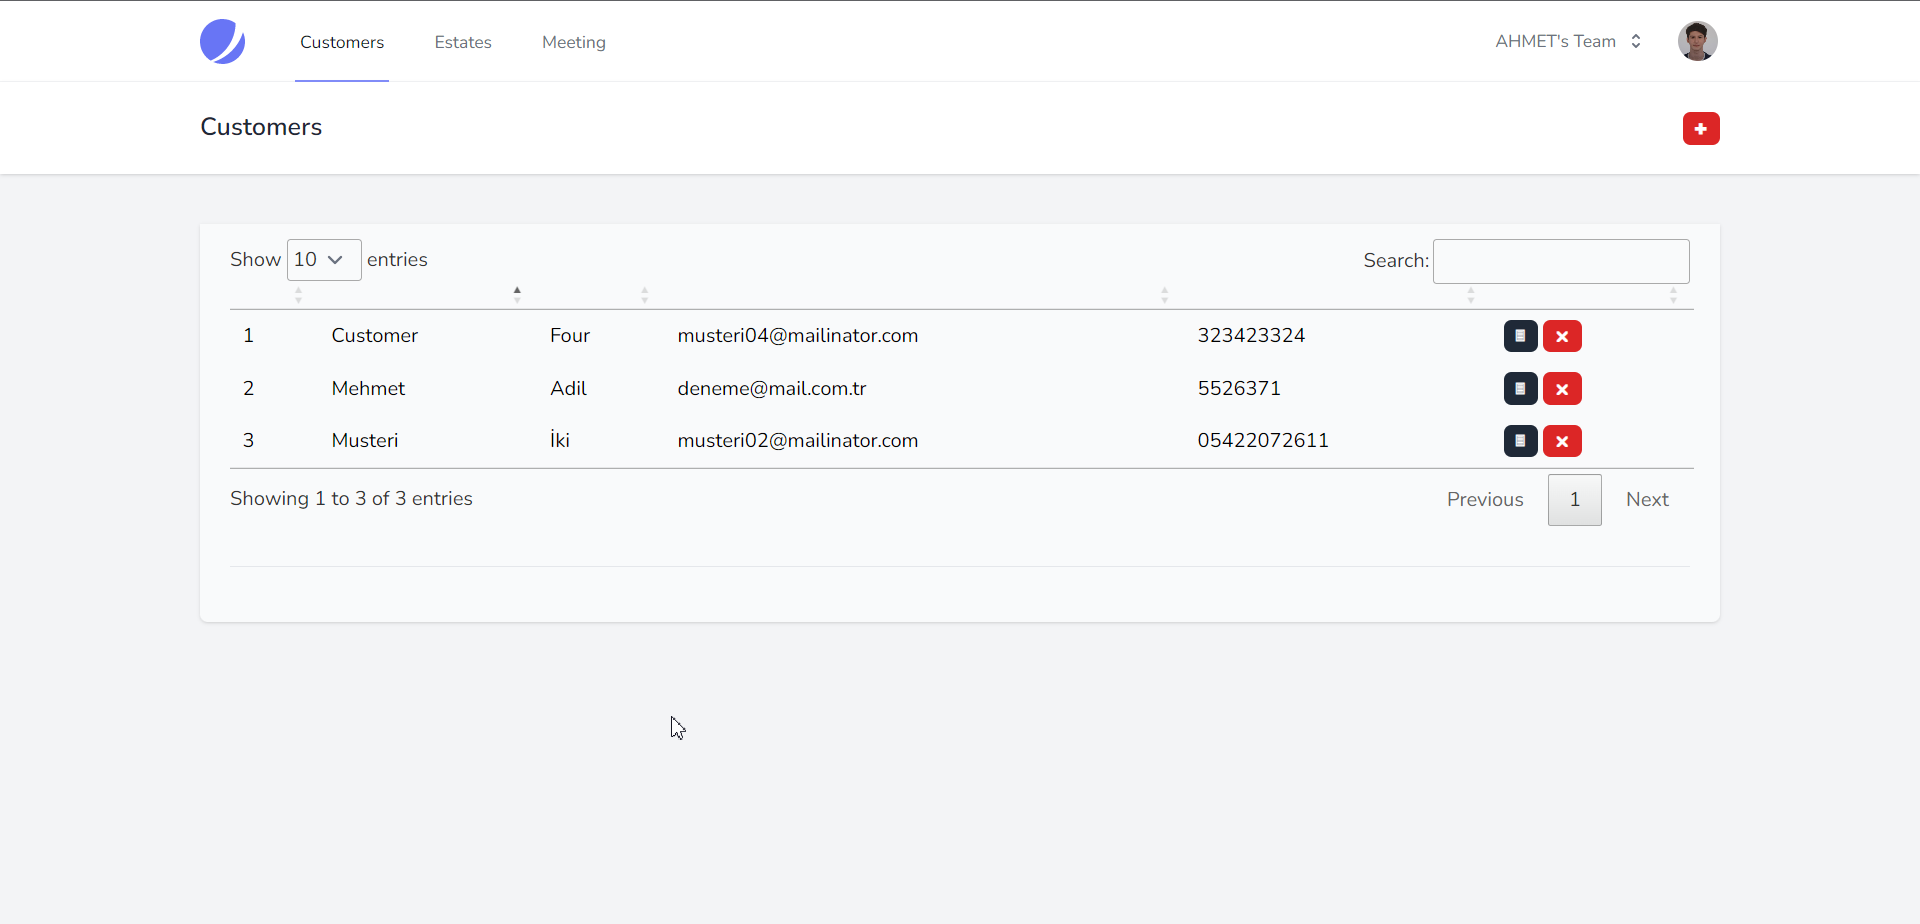 Customers Estates Meeting AHMET's Team
Customers
Show 10 entries Search:
1 Customer Four musteri04@mailinator.com 323423324
2 Mehmet Adil deneme@mail.com.tr 5526371
3 Musteri İki musteri02@mailinator.com 05422072611
Showing 1 to 3 of 3 entries Previous 1 Next